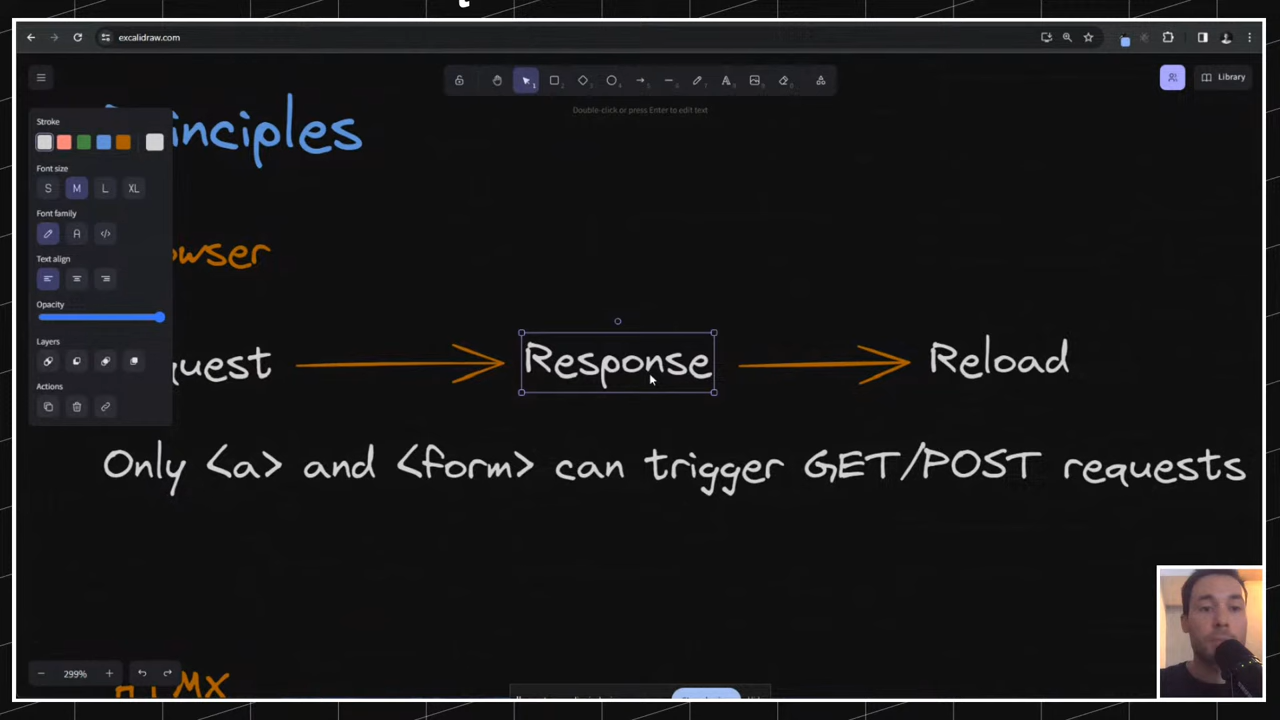 excalidraw.com
Library
Double-click or press Enter to edit text
Stroke
inciples
Font size
S M L XL
Font family
owser
Text align
Opacity
Layers
quest Response Reload
Actions
Only <a> and <form> can trigger GET/POST requests
299%
HTMX